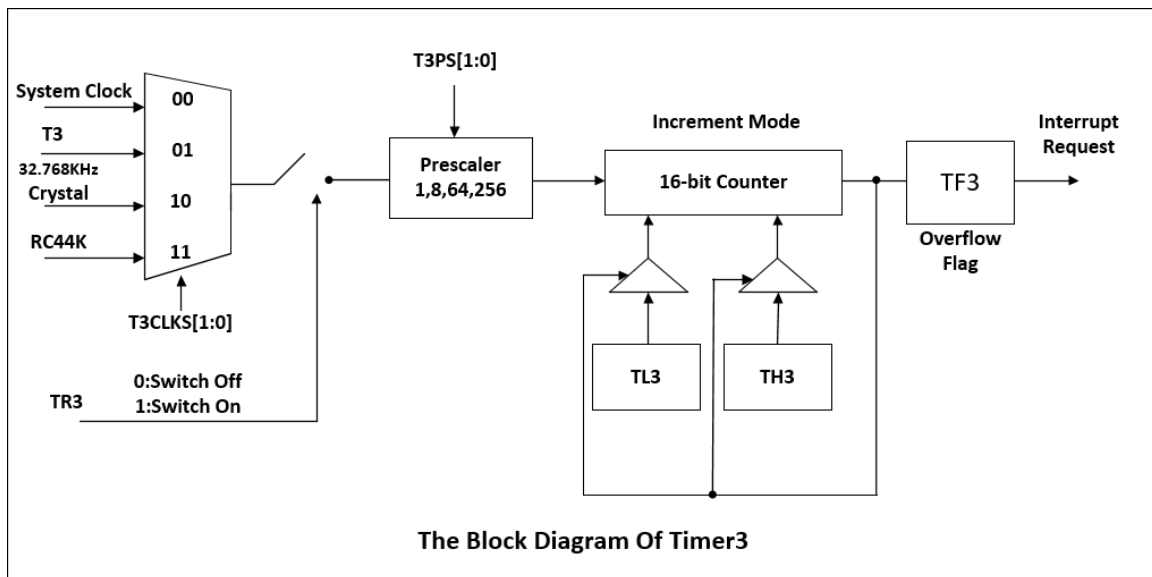 System Clock
T3
32.768KHz
Crystal
RC44K
00
01
10
11
T3CLKS[1:0]
TR3
0:Switch Off
1:Switch On
T3PS[1:0]
Prescaler
1,8,64,256
Increment Mode
16-bit Counter
TL3
TH3
TF3
Overflow
Flag
Interrupt
Request
The Block Diagram Of Timer3